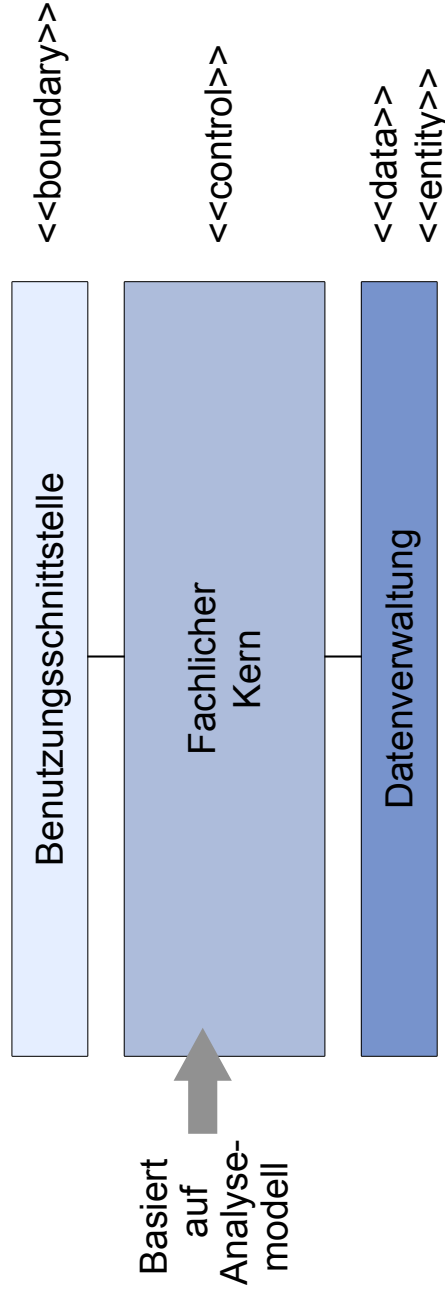 Benutzungsschnittstelle
<<boundary>>
Basiert
auf
Analyse-
modell
Fachlicher
Kern
<<control>>
Datenverwaltung
<<data>>
<<entity>>